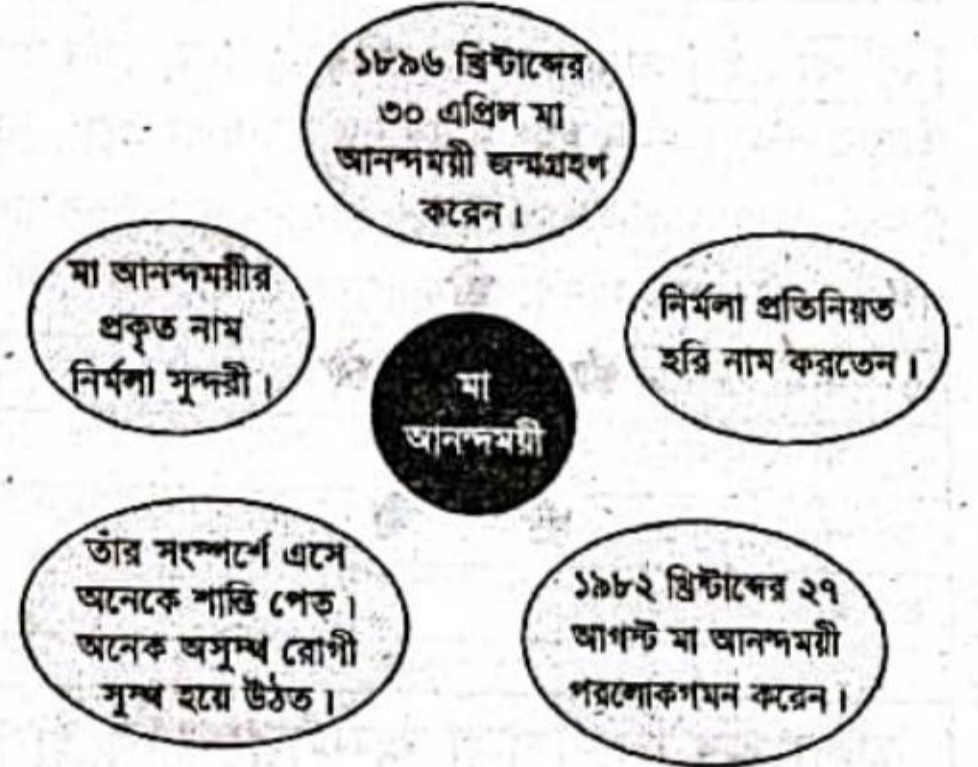 ১৮৯৬ খ্রিস্টাব্দের
৩০ এপ্রিল মা
আনন্দময়ী জন্মগ্রহণ
করেন।
মা আনন্দময়ীর
প্রকৃত নাম
নির্মলা সুন্দরী।
নির্মলা প্রতিনিয়ত
হরি নাম করতেন।
মা
আনন্দময়ী
তাঁর সংস্পর্শে এসে
অনেকে শান্তি পেত।
অনেক অসুস্থ রোগী
সুস্থ হয়ে উঠত।
১৯৮২ খ্রিস্টাব্দের ২৭
আগস্ট মা আনন্দময়ী
পরলোকগমন করেন।